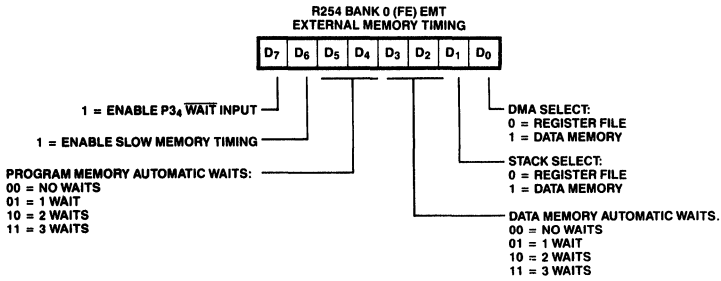 R254 BANK 0 (FE) EMT
EXTERNAL MEMORY TIMING
D7 D6 D5 D4 D3 D2 D1 D0
1 = ENABLE P34 WAIT INPUT
1 = ENABLE SLOW MEMORY TIMING
PROGRAM MEMORY AUTOMATIC WAITS:
00 = NO WAITS
01 = 1 WAIT
10 = 2 WAITS
11 = 3 WAITS
DMA SELECT:
0 = REGISTER FILE
1 = DATA MEMORY
STACK SELECT:
0 = REGISTER FILE
1 = DATA MEMORY
DATA MEMORY AUTOMATIC WAITS.
00 = NO WAITS
01 = 1 WAIT
10 = 2 WAITS
11 = 3 WAITS